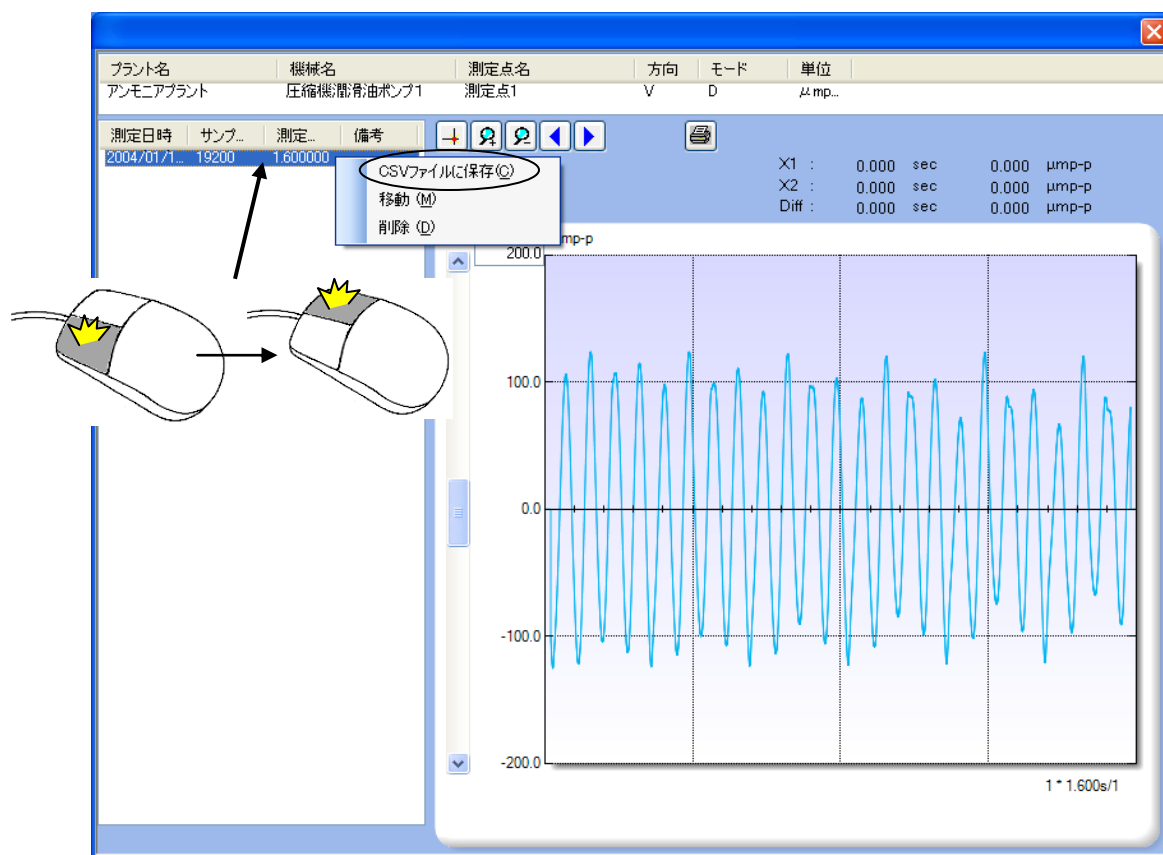 プラント名 機械名 測定点名 方向 モード 単位
アンモニアプラント 圧縮機潤滑油ポンプ1 測定点1 V D μmp...
測定日時 サンプ... 測定... 備考
2004/01/1... 19200 1.600000
CSVファイルに保存(C)
移動 (M)
削除 (D)
X1 : 0.000 sec 0.000 μmp-p
X2 : 0.000 sec 0.000 μmp-p
Diff : 0.000 sec 0.000 μmp-p
mp-p
200.0
100.0
0.0
-100.0
-200.0
1 * 1.600s/1